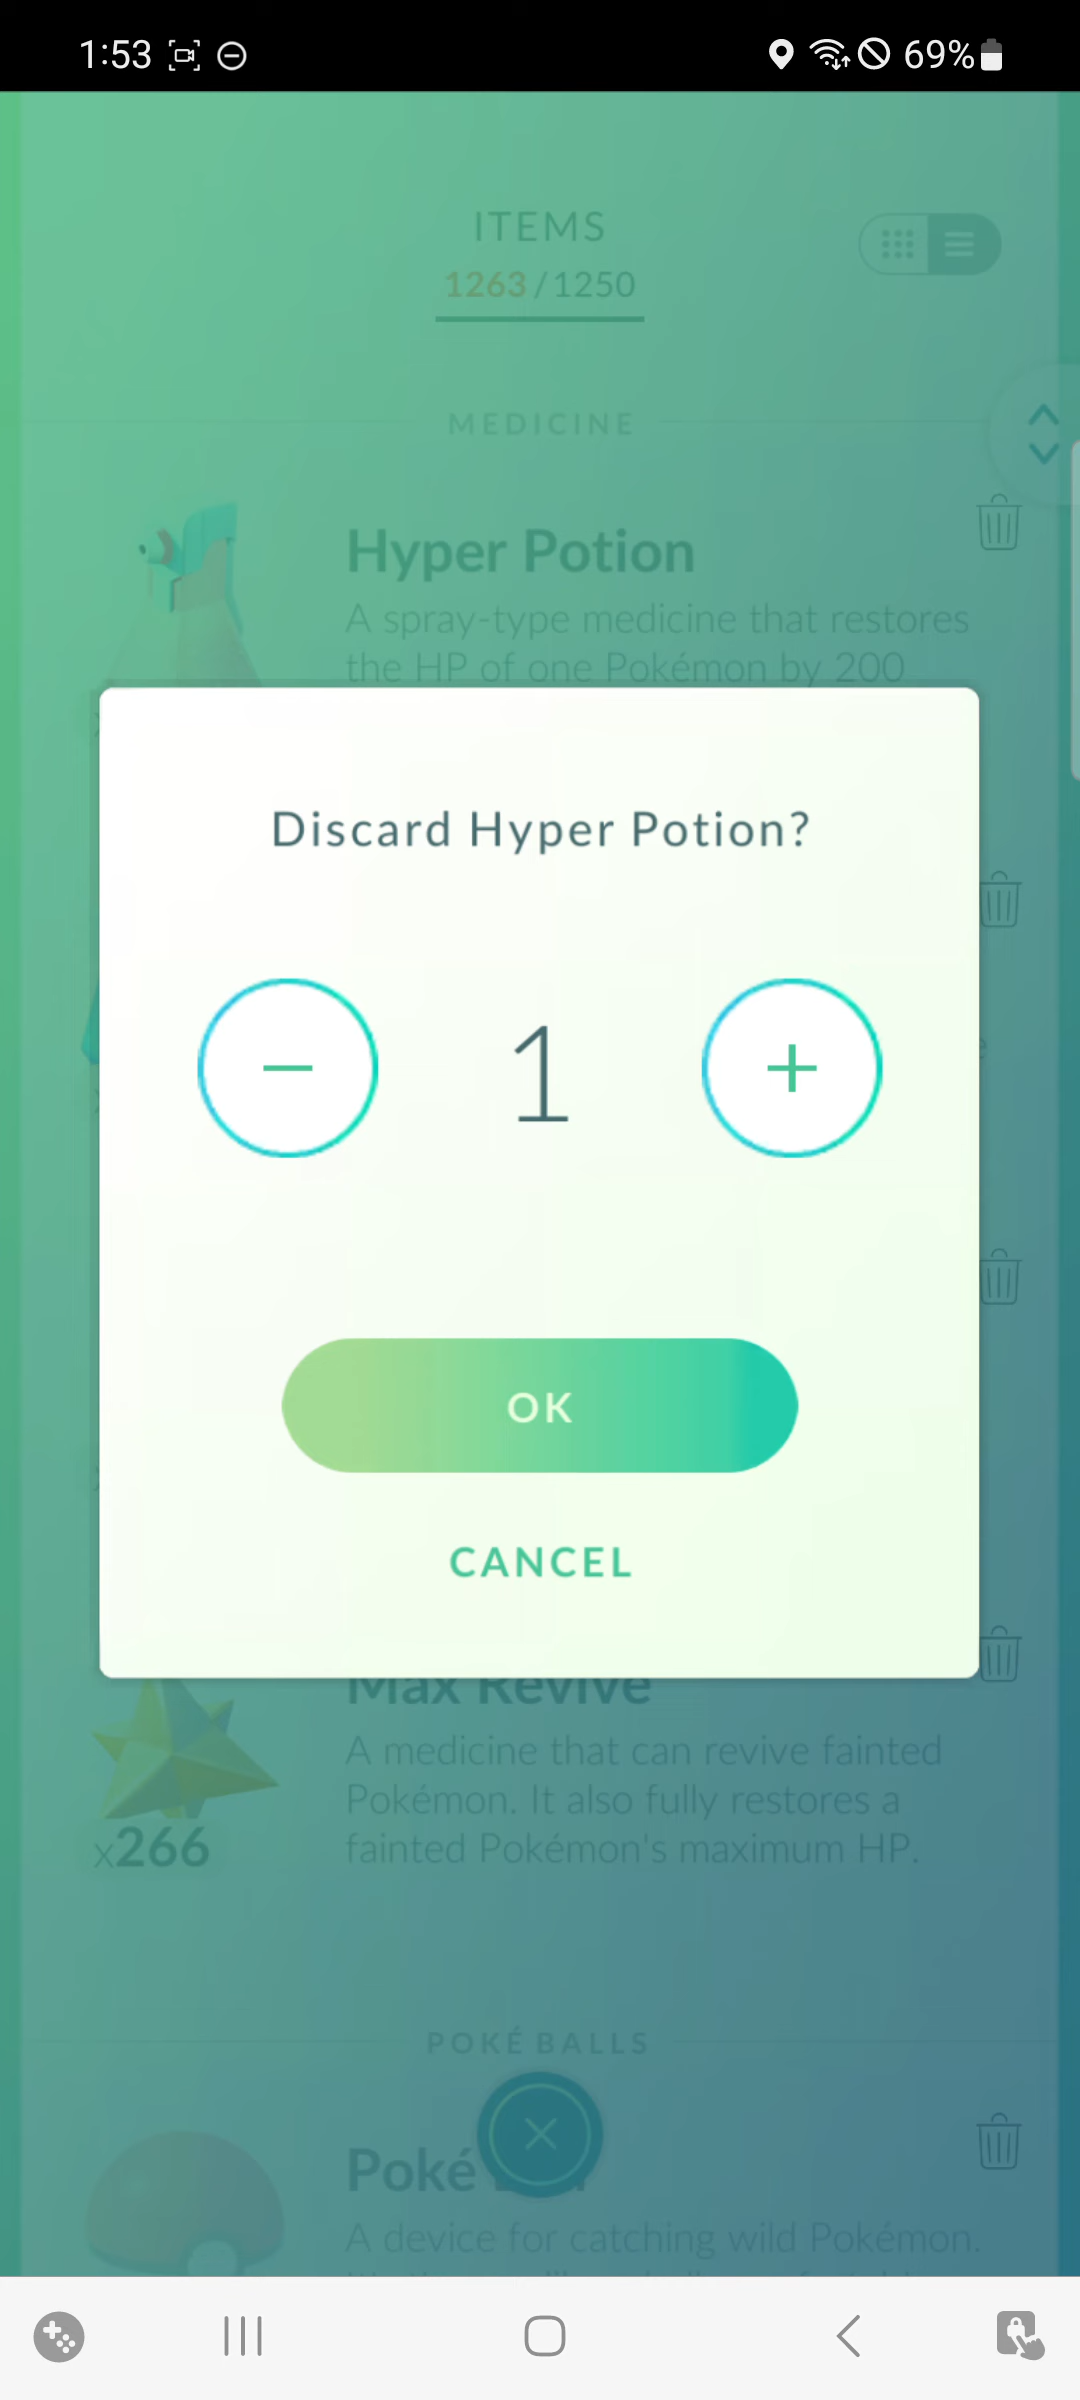 1:53
69%
ITEMS
1263/1250
MEDICINE
Hyper Potion
A spray-type medicine that restores
the HP of one Pokémon by 200
Discard Hyper Potion?
1
OK
CANCEL
Max Revive
A medicine that can revive fainted
Pokémon. It also fully restores a
fainted Pokémon's maximum HP.
x266
POKÉ BALLS
Poké
A device for catching wild Pokémon.